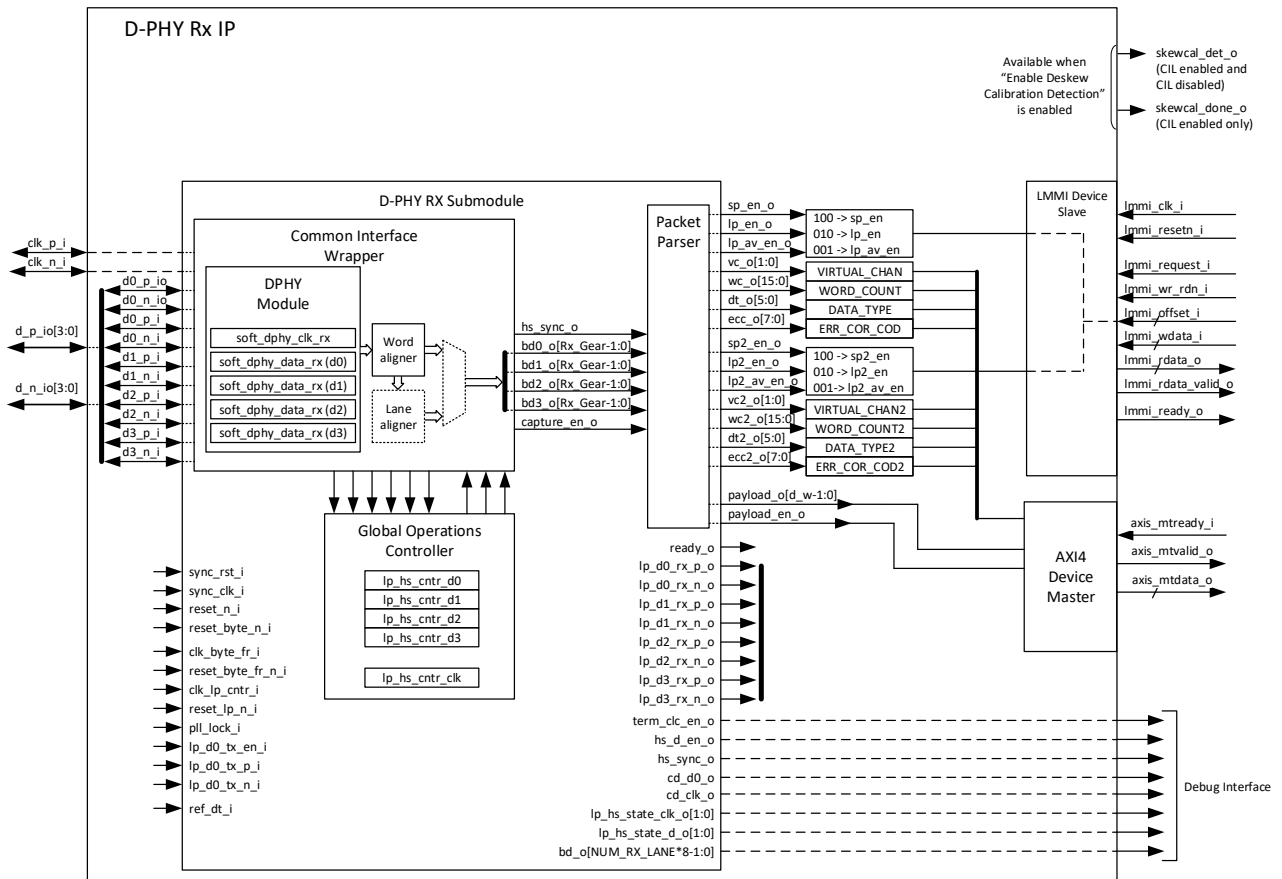 D-PHY Rx IP
Available when
“Enable Deskew
Calibration Detection”
is enabled
skewcal_det_o
(CIL enabled and
CIL disabled)
skewcal_done_o
(CIL enabled only)
D-PHY RX Submodule
Common Interface
Wrapper
DPHY
Module
soft_dphy_clk_rx
soft_dphy_data_rx (d0)
soft_dphy_data_rx (d1)
soft_dphy_data_rx (d2)
soft_dphy_data_rx (d3)
Word
aligner
Lane
aligner
clk_p_i
clk_n_i
d_p_io[3:0]
d_n_io[3:0]
d0_p_io
d0_n_io
d0_p_i
d0_n_i
d1_p_i
d1_n_i
d2_p_i
d2_n_i
d3_p_i
d3_n_i
hs_sync_o
bd0_o[Rx_Gear-1:0]
bd1_o[Rx_Gear-1:0]
bd2_o[Rx_Gear-1:0]
bd3_o[Rx_Gear-1:0]
capture_en_o
Packet
Parser
sp_en_o
lp_en_o
lp_av_en_o
vc_o[1:0]
wc_o[15:0]
dt_o[5:0]
ecc_o[7:0]
sp2_en_o
lp2_en_o
lp2_av_en_o
vc2_o[1:0]
wc2_o[15:0]
dt2_o[5:0]
ecc2_o[7:0]
payload_o[d_w-1:0]
payload_en_o
100 -> sp_en
010 -> lp_en
001 -> lp_av_en
VIRTUAL_CHAN
WORD_COUNT
DATA_TYPE
ERR_COR_COD
100 -> sp2_en
010 -> lp2_en
001-> lp2_av_en
VIRTUAL_CHAN2
WORD_COUNT2
DATA_TYPE2
ERR_COR_COD2
LMMI Device
Slave
lmmi_clk_i
lmmi_resetn_i
lmmi_request_i
lmmi_wr_rdn_i
lmmi_offset_i
lmmi_wdata_i
lmmi_rdata_o
lmmi_rdata_valid_o
lmmi_ready_o
AXI4
Device
Master
axis_mtready_i
axis_mtvalid_o
axis_mtdata_o
Global Operations
Controller
lp_hs_cntr_d0
lp_hs_cntr_d1
lp_hs_cntr_d2
lp_hs_cntr_d3
lp_hs_cntr_clk
sync_rst_i
sync_clk_i
reset_n_i
reset_byte_n_i
clk_byte_fr_i
reset_byte_fr_n_i
clk_lp_cntr_i
reset_lp_n_i
pll_lock_i
lp_d0_tx_en_i
lp_d0_tx_p_i
lp_d0_tx_n_i
ref_dt_i
ready_o
lp_d0_rx_p_o
lp_d0_rx_n_o
lp_d1_rx_p_o
lp_d1_rx_n_o
lp_d2_rx_p_o
lp_d2_rx_n_o
lp_d3_rx_p_o
lp_d3_rx_n_o
term_clc_en_o
hs_d_en_o
hs_sync_o
cd_d0_o
cd_clk_o
lp_hs_state_clk_o[1:0]
lp_hs_state_d_o[1:0]
bd_o[NUM_RX_LANE*8-1:0]
Debug Interface